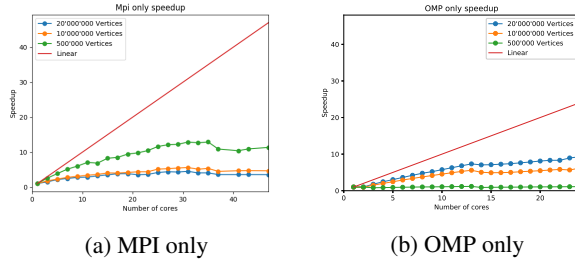 Mpi only speedup
20'000'000 Vertices
10'000'000 Vertices
500'000 Vertices
Linear
Speedup
40
30
20
10
0
0 10 20 30 40
Number of cores
(a) MPI only
OMP only speedup
20'000'000 Vertices
10'000'000 Vertices
500'000 Vertices
Linear
Speedup
40
30
20
10
0
0 5 10 15 20
Number of cores
(b) OMP only